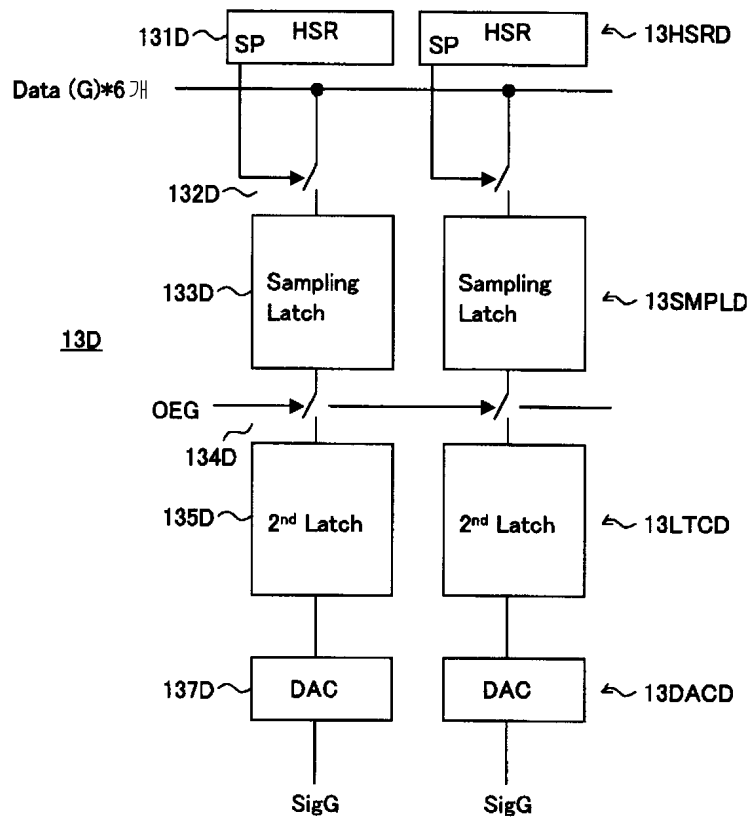 131D
SP
HSR
SP
HSR
13HSRD
Data (G)*6개
132D
133D
Sampling
Latch
Sampling
Latch
13SMPLD
13D
OEG
134D
135D
2nd Latch
2nd Latch
13LTCD
137D
DAC
DAC
13DACD
SigG
SigG